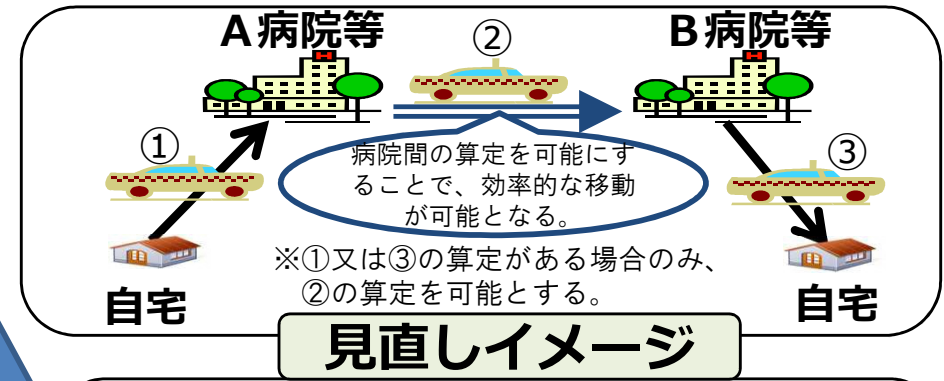 A病院等
②
B病院等
①
③
病院間の算定を可能にす
ることで、効率的な移動
が可能となる。
※①又は③の算定がある場合のみ、
②の算定を可能とする。
自宅
自宅
見直しイメージ